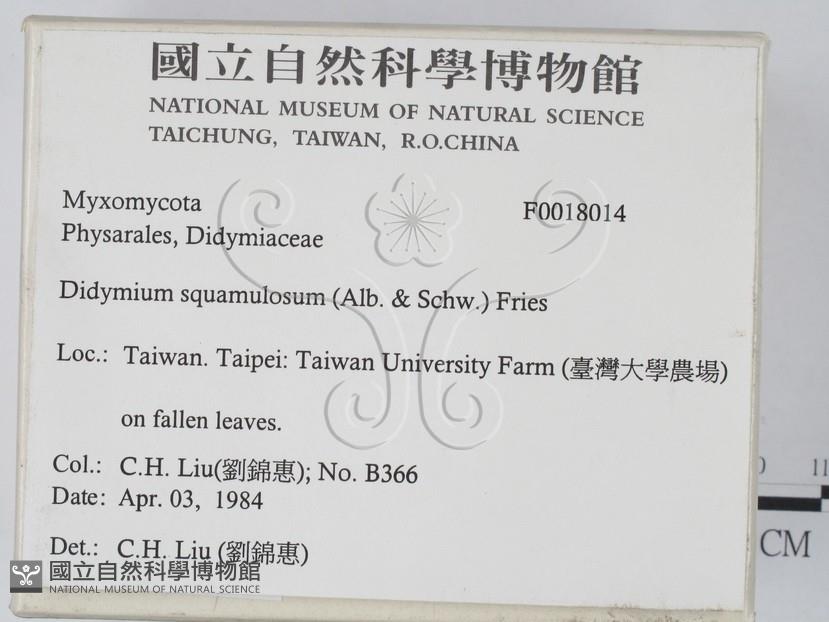 國立自然科學博物館
NATIONAL MUSEUM OF NATURAL SCIENCE
TAICHUNG, TAIWAN, R.O.CHINA
Myxomycota F0018014
Physarales, Didymiaceae
Didymium squamulosum (Alb. & Schw.) Fries
Loc.: Taiwan. Taipei: Taiwan University Farm (臺灣大學農場)
on fallen leaves.
Col.: C.H. Liu(劉錦惠); No. B366
Date: Apr. 03, 1984
Det.: C.H. Liu (劉錦惠)
國立自然科學博物館
NATIONAL MUSEUM OF NATURAL SCIENCE
11
CM